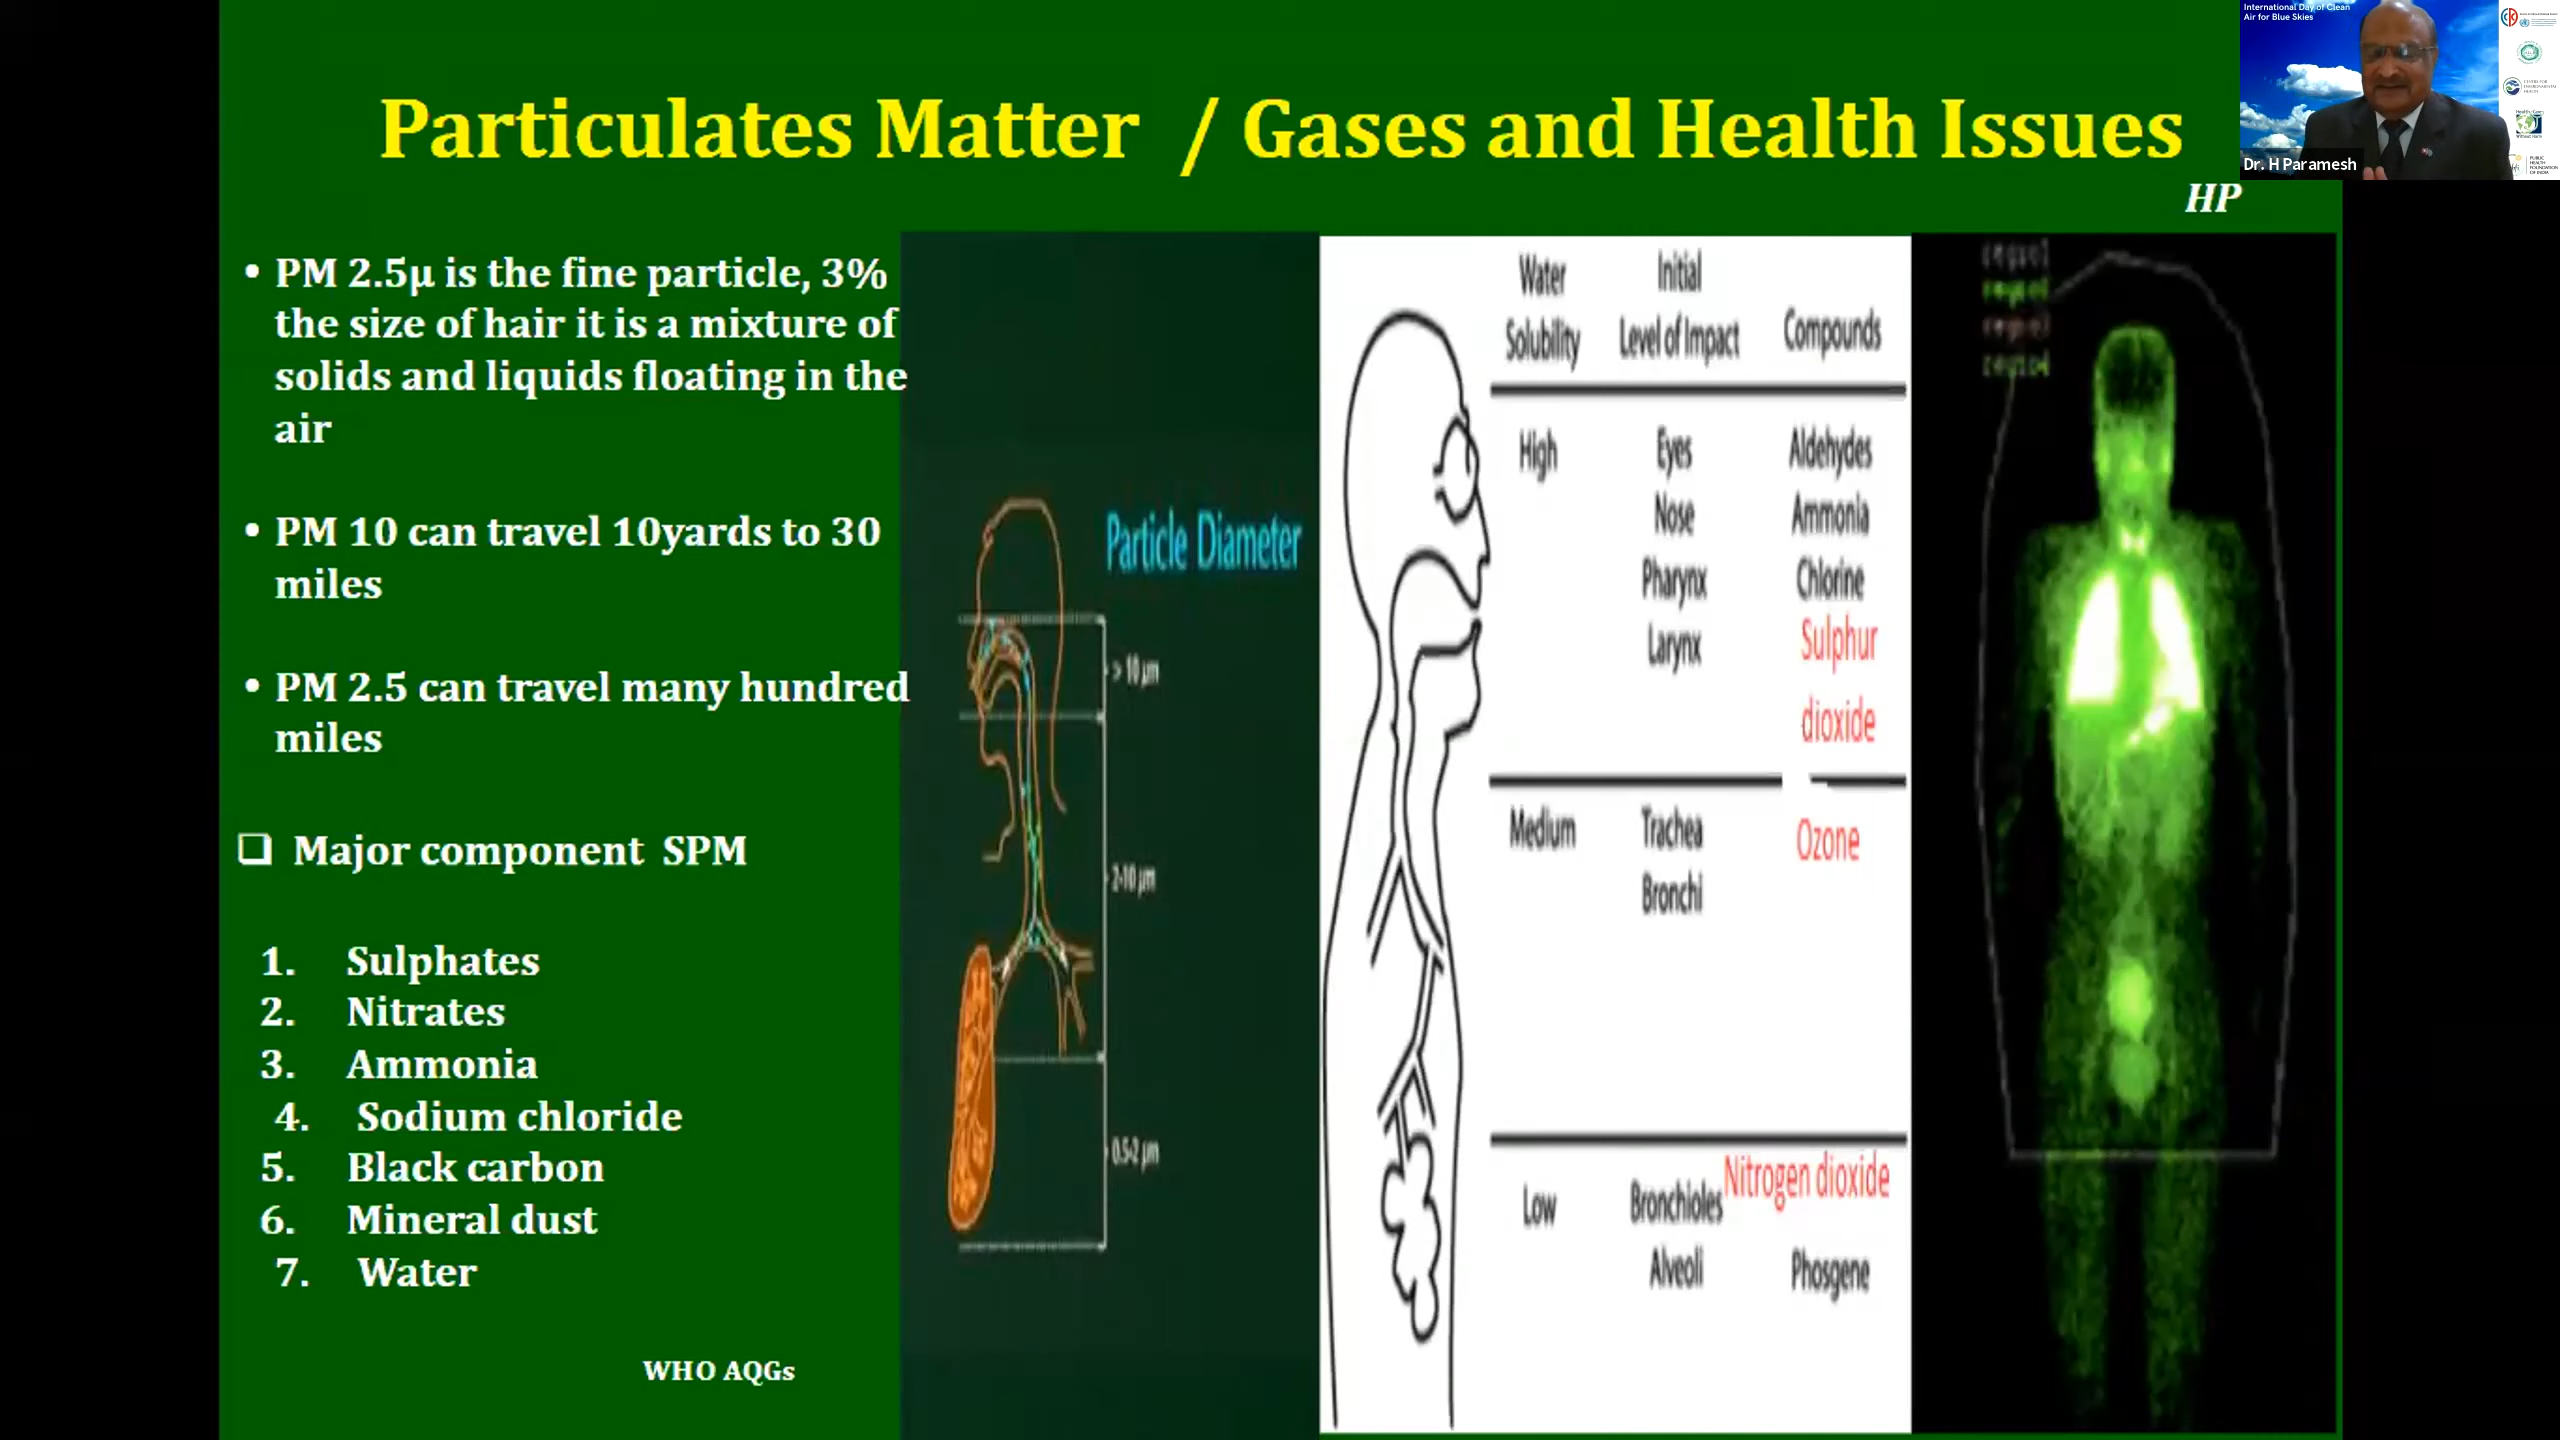 Particulates Matter / Gases and Health Issues
HP
• PM 2.5µ is the fine particle, 3%
the size of hair it is a mixture of
solids and liquids floating in the
air
• PM 10 can travel 10yards to 30
miles
• PM 2.5 can travel many hundred
miles
❑ Major component SPM
1. Sulphates
2. Nitrates
3. Ammonia
4. Sodium chloride
5. Black carbon
6. Mineral dust
7. Water
WHO AQGs
Particle Diameter
> 10 µm
2-10 µm
0.5-2 µm
Water
Solubility
Initial
Level of Impact
Compounds
High
Eyes
Nose
Pharynx
Larynx
Aldehydes
Ammonia
Chlorine
Sulphur
dioxide
Medium
Trachea
Bronchi
Ozone
Low
Bronchioles
Alveoli
Nitrogen dioxide
Phosgene
International Day of Clean
Air for Blue Skies
Dr. H Paramesh
PUBLIC
HEALTH
FOUNDATION
OF INDIA